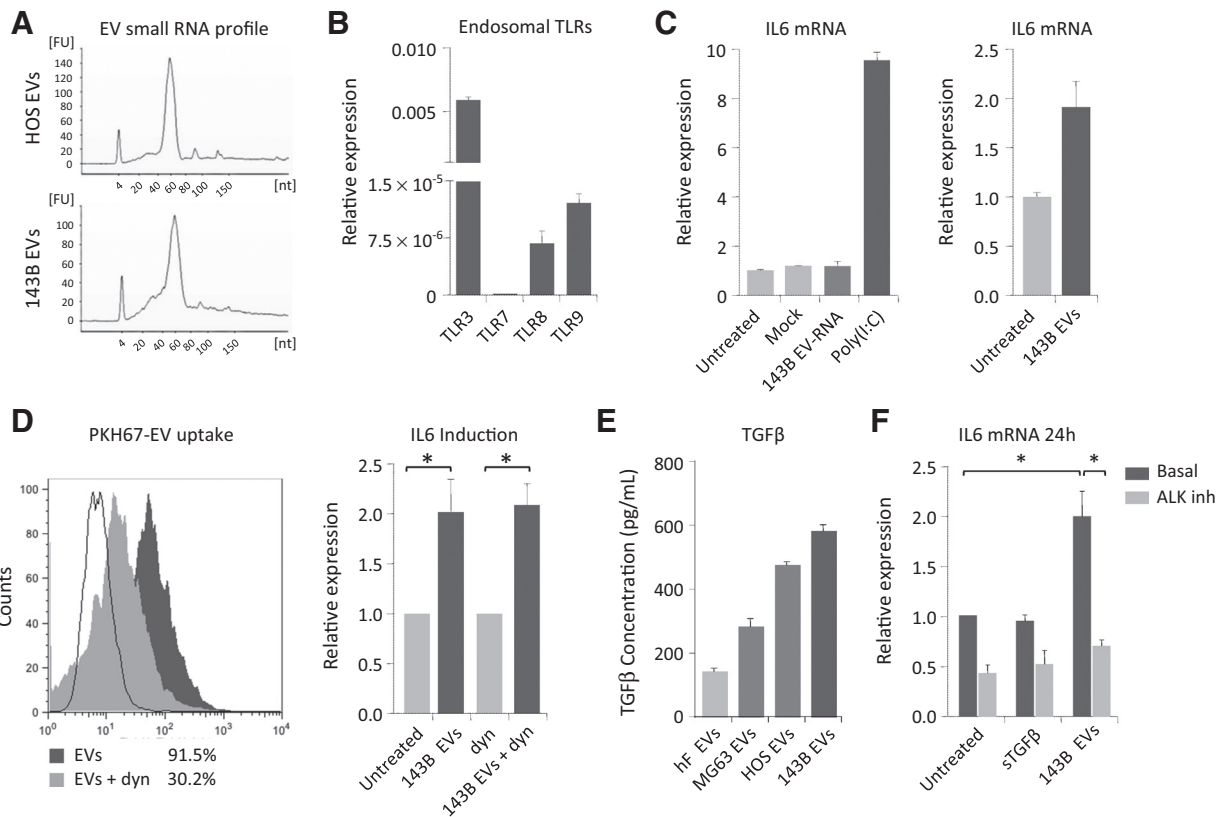 A
EV small RNA profile
HOS EVs
[FU]
140
120
100
80
60
40
20
0
4 20 40 60 80 100 150 [nt]
143B EVs
[FU]
100
80
60
40
20
0
4 20 40 60 80 100 150 [nt]
B
Endosomal TLRs
Relative expression
0.010
0.005
1.5 × 10⁻⁵
7.5 × 10⁻⁶
0
TLR3 TLR7 TLR8 TLR9
C
IL6 mRNA
Relative expression
10
8
6
4
2
0
Untreated Mock 143B EV-RNA Poly(I:C)
IL6 mRNA
Relative expression
2.5
2.0
1.5
1.0
0.5
0.0
Untreated 143B EVs
D
PKH67-EV uptake
Counts
100
80
60
40
20
0
10⁰ 10¹ 10² 10³ 10⁴
EVs 91.5%
EVs + dyn 30.2%
IL6 Induction
Relative expression
2.5
2.0
1.5
1.0
0.5
0.0
* *
Untreated 143B EVs dyn 143B EVs + dyn
E
TGFβ
TGFβ Concentration (pg/mL)
800
600
400
200
0
hF EVs MG63 EVs HOS EVs 143B EVs
F
IL6 mRNA 24h
Relative expression
2.5
2.0
1.5
1.0
0.5
0.0
* *
Untreated sTGFβ 143B EVs
Basal
ALK inh